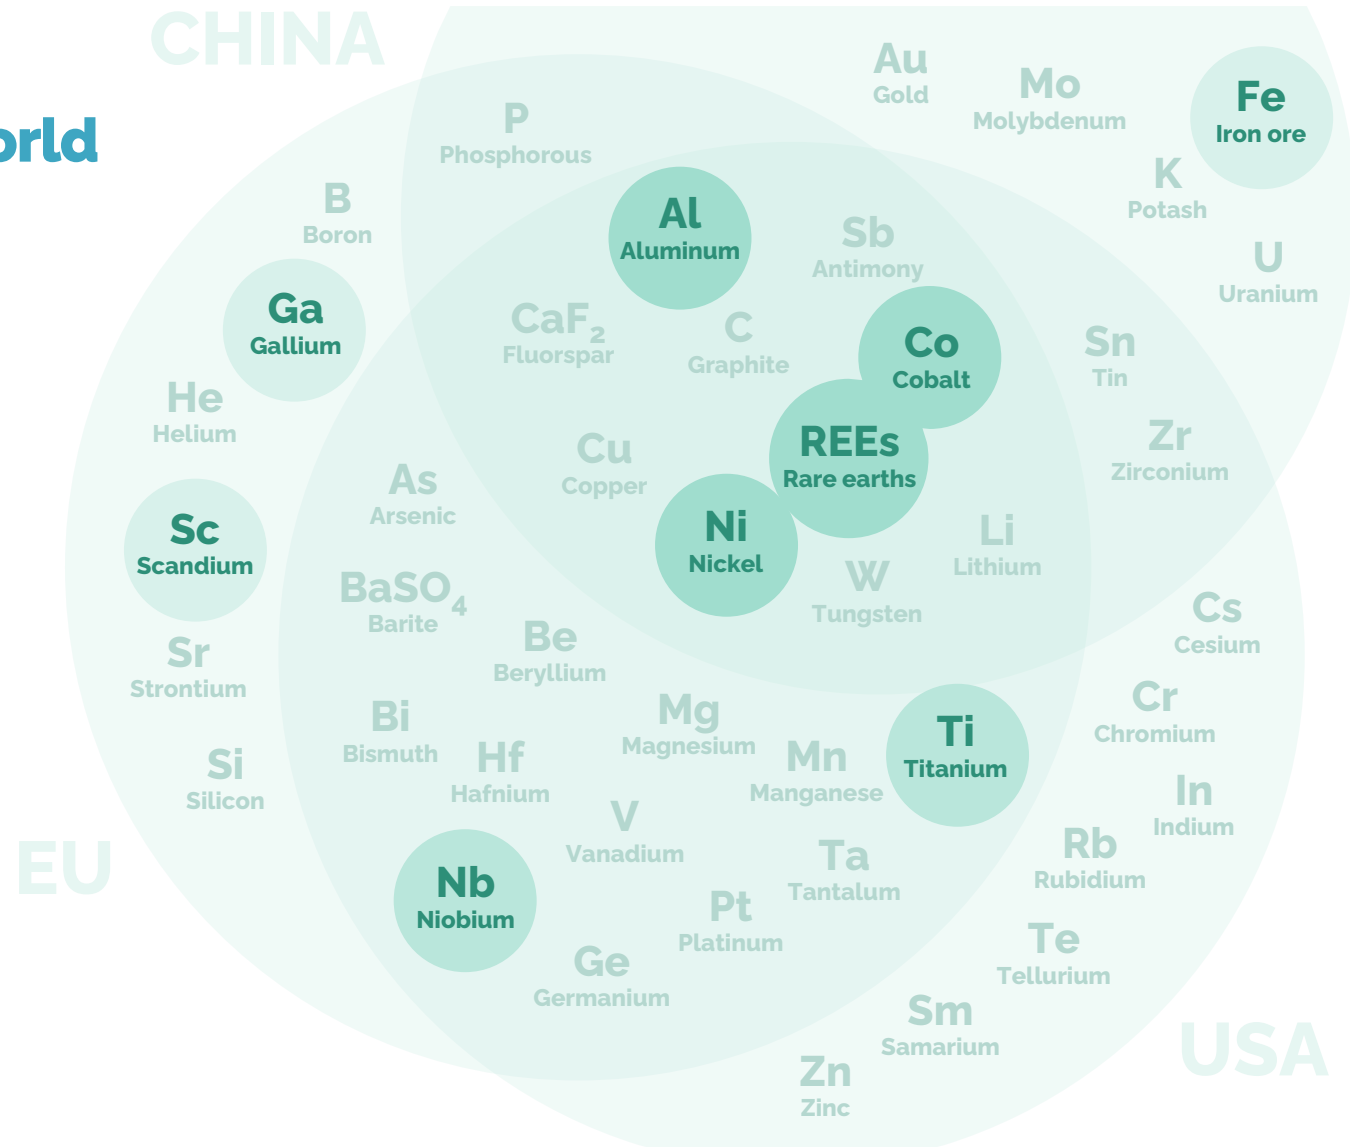 CHINA
orld
Au
Gold
Mo
Molybdenum
Fe
Iron ore
P
Phosphorous
K
Potash
B
Boron
Al
Aluminum
Sb
Antimony
U
Uranium
Ga
Gallium
CaF₂
Fluorspar
C
Graphite
Co
Cobalt
Sn
Tin
He
Helium
Cu
Copper
REEs
Rare earths
Zr
Zirconium
As
Arsenic
Sc
Scandium
Ni
Nickel
Li
Lithium
BaSO₄
Barite
W
Tungsten
Cs
Cesium
Sr
Strontium
Be
Beryllium
Bi
Bismuth
Mg
Magnesium
Ti
Titanium
Cr
Chromium
Si
Silicon
Hf
Hafnium
Mn
Manganese
In
Indium
V
Vanadium
Rb
Rubidium
EU
Nb
Niobium
Ta
Tantalum
Pt
Platinum
Te
Tellurium
Ge
Germanium
Sm
Samarium
USA
Zn
Zinc